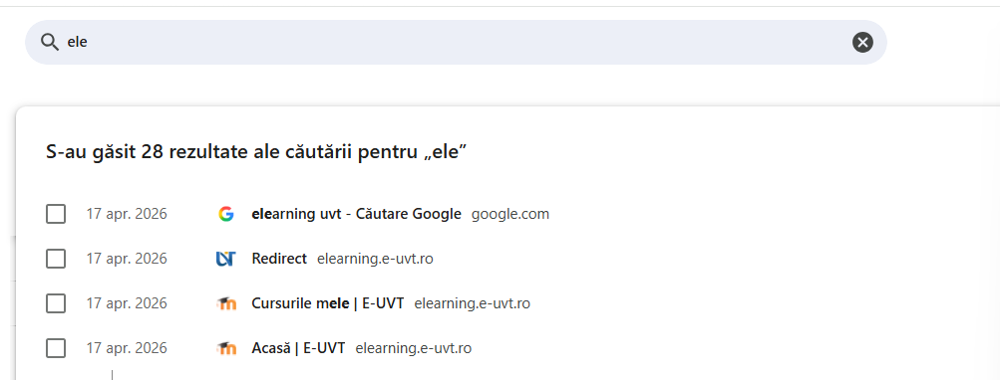 ele
S-au găsit 28 rezultate ale căutării pentru „ele”
17 apr. 2026 elearning uvt - Căutare Google google.com
17 apr. 2026 Redirect elearning.e-uvt.ro
17 apr. 2026 Cursurile mele | E-UVT elearning.e-uvt.ro
17 apr. 2026 Acasă | E-UVT elearning.e-uvt.ro